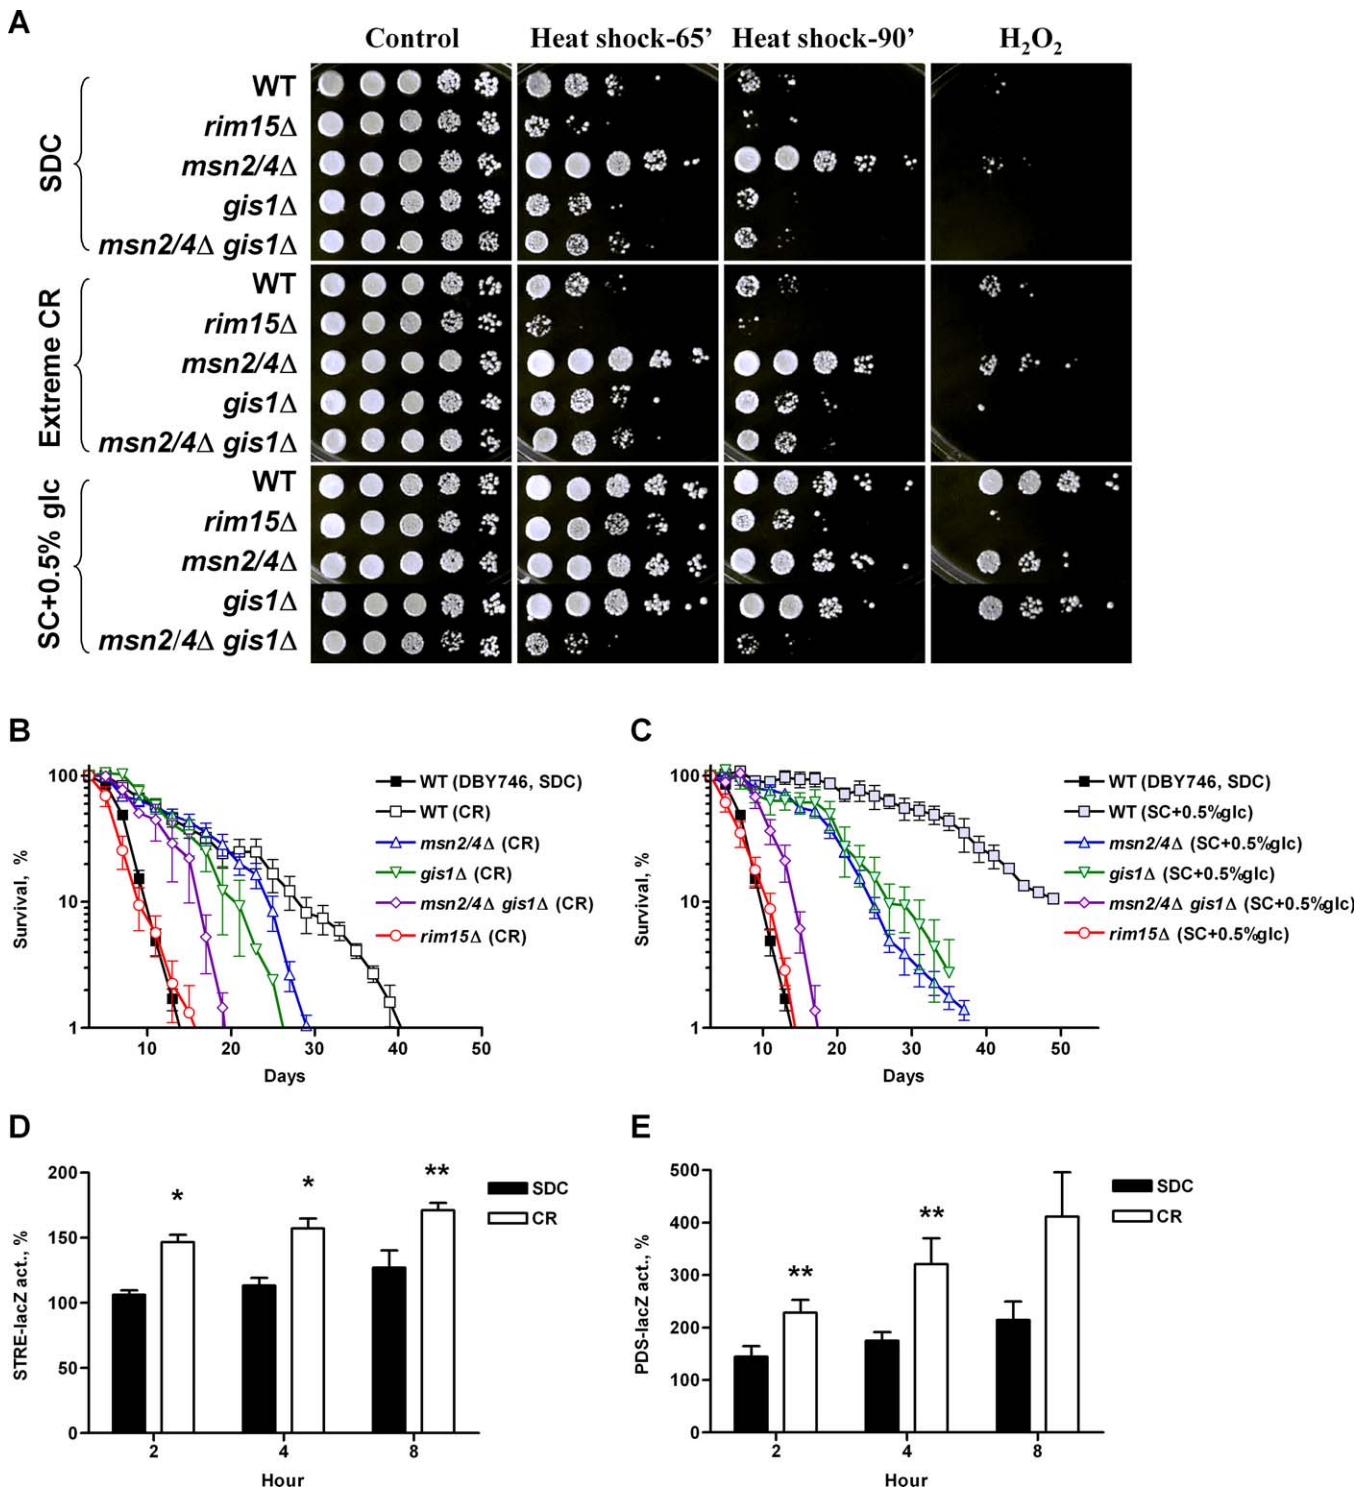 A
Control Heat shock-65’ Heat shock-90’ H₂O₂
SDC
WT
rim15Δ
msn2/4Δ
gis1Δ
msn2/4Δ gis1Δ
Extreme CR
WT
rim15Δ
msn2/4Δ
gis1Δ
msn2/4Δ gis1Δ
SC+0.5% glc
WT
rim15Δ
msn2/4Δ
gis1Δ
msn2/4Δ gis1Δ
B
Survival, %
100
10
1
10 20 30 40 50
Days
WT (DBY746, SDC)
WT (CR)
msn2/4Δ (CR)
gis1Δ (CR)
msn2/4Δ gis1Δ (CR)
rim15Δ (CR)
C
Survival, %
100
10
1
10 20 30 40 50
Days
WT (DBY746, SDC)
WT (SC+0.5%glc)
msn2/4Δ (SC+0.5%glc)
gis1Δ (SC+0.5%glc)
msn2/4Δ gis1Δ (SC+0.5%glc)
rim15Δ (SC+0.5%glc)
D
STRE-lacZ act., %
200
150
100
50
0
* * **
2 4 8
Hour
SDC
CR
E
PDS-lacZ act., %
500
400
300
200
100
0
** **
2 4 8
Hour
SDC
CR